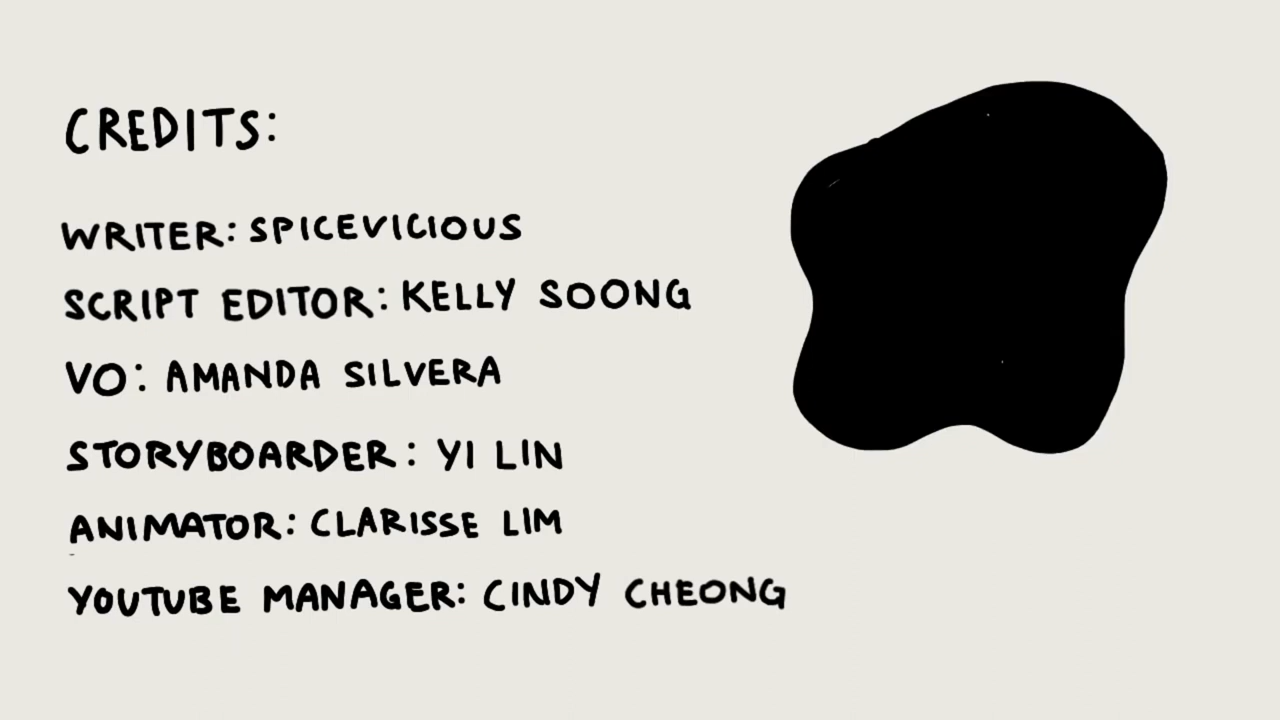 CREDITS:
WRITER: SPICEVICIOUS
SCRIPT EDITOR: KELLY SOONG
VO: AMANDA SILVERA
STORYBOARDER: YI LIN
ANIMATOR: CLARISSE LIM
YOUTUBE MANAGER: CINDY CHEONG